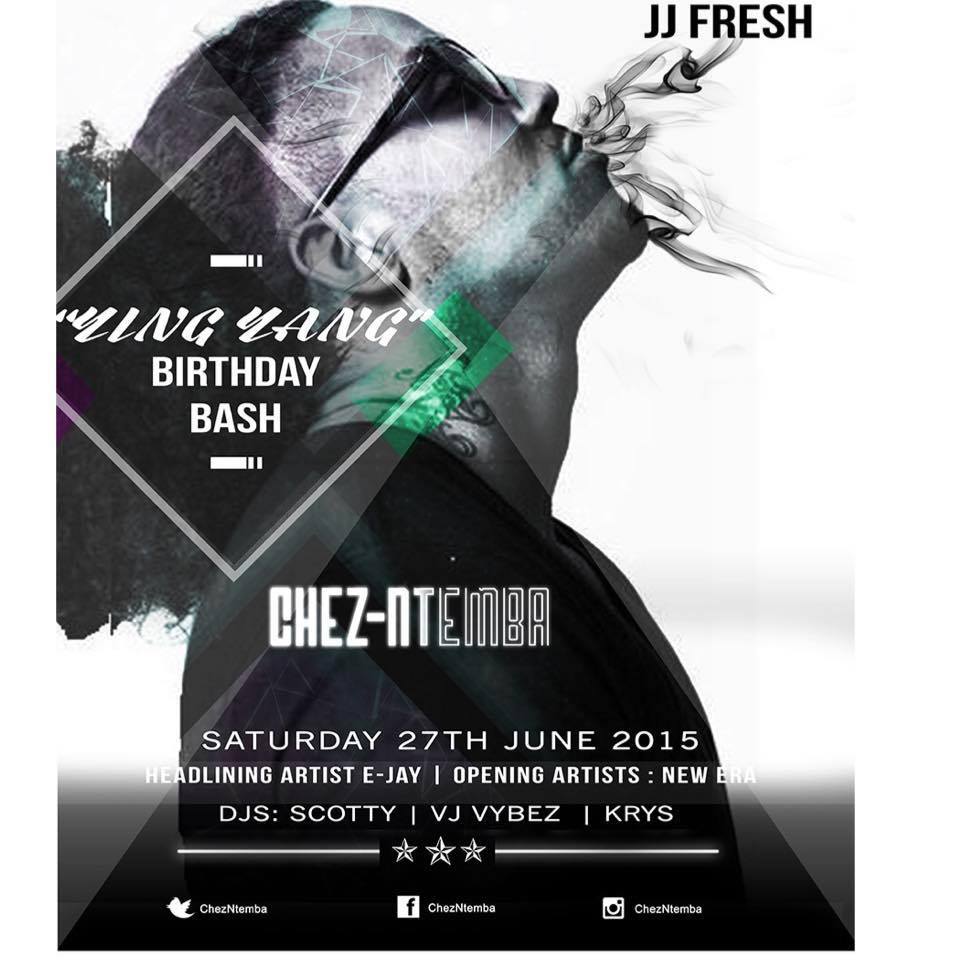 JJ FRESH
"YING YANG"
BIRTHDAY
BASH
CHEZ-NTEMBA
SATURDAY 27TH JUNE 2015
HEADLINING ARTIST E-JAY | OPENING ARTISTS : NEW ERA
DJS: SCOTTY | VJ VYBEZ | KRYS
ChezNtemba
ChezNtemba
ChezNtemba